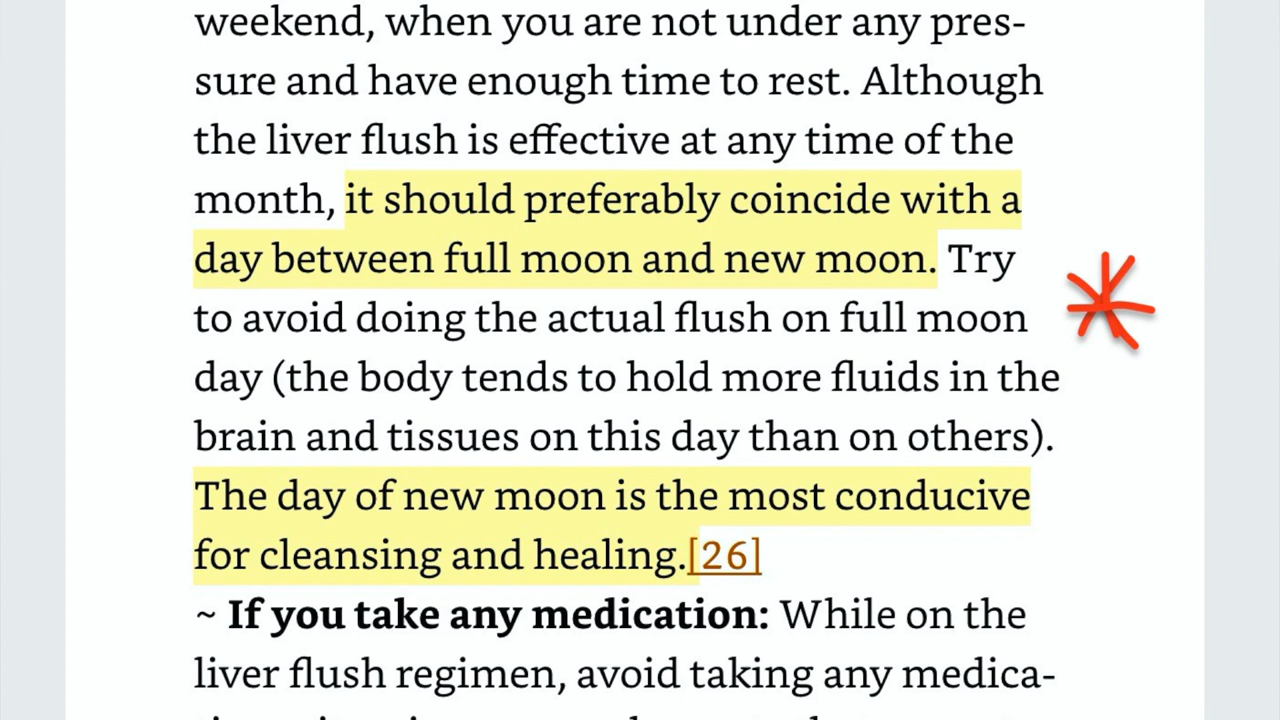 weekend, when you are not under any pres-
sure and have enough time to rest. Although
the liver flush is effective at any time of the
month, it should preferably coincide with a
day between full moon and new moon. Try
to avoid doing the actual flush on full moon
day (the body tends to hold more fluids in the
brain and tissues on this day than on others).
The day of new moon is the most conducive
for cleansing and healing.[26]
~ If you take any medication: While on the
liver flush regimen, avoid taking any medica-